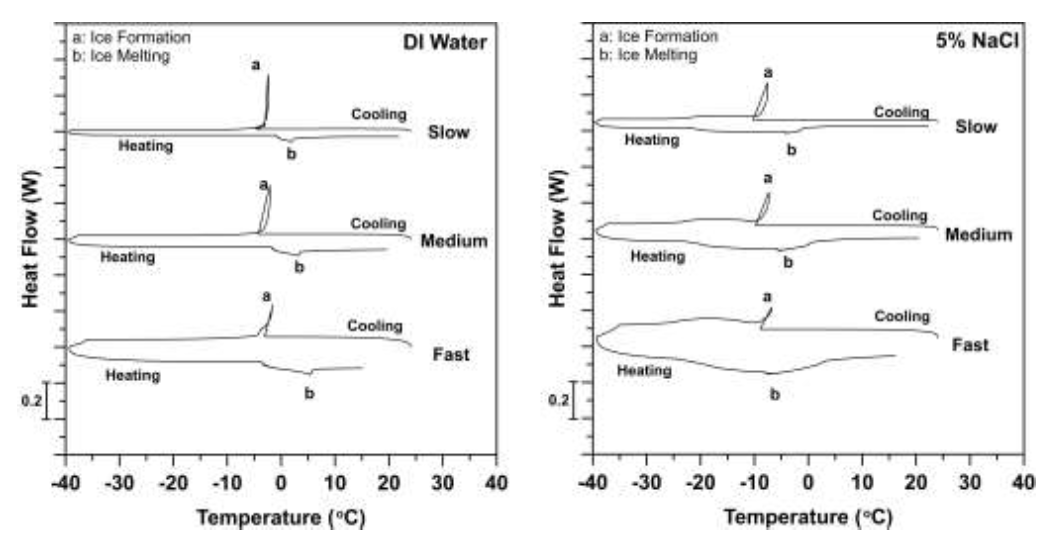 a: Ice Formation
b: Ice Melting
DI Water
a
Cooling
Slow
Heating
b
a
Cooling
Medium
Heating
b
a
Cooling
Fast
Heating
b
0.2
Heat Flow (W)
-40 -30 -20 -10 0 10 20 30 40
Temperature (°C)
a: Ice Formation
b: Ice Melting
5% NaCl
a
Cooling
Slow
Heating
b
a
Cooling
Medium
Heating
b
a
Cooling
Fast
Heating
b
0.2
Heat Flow (W)
-40 -30 -20 -10 0 10 20 30 40
Temperature (°C)